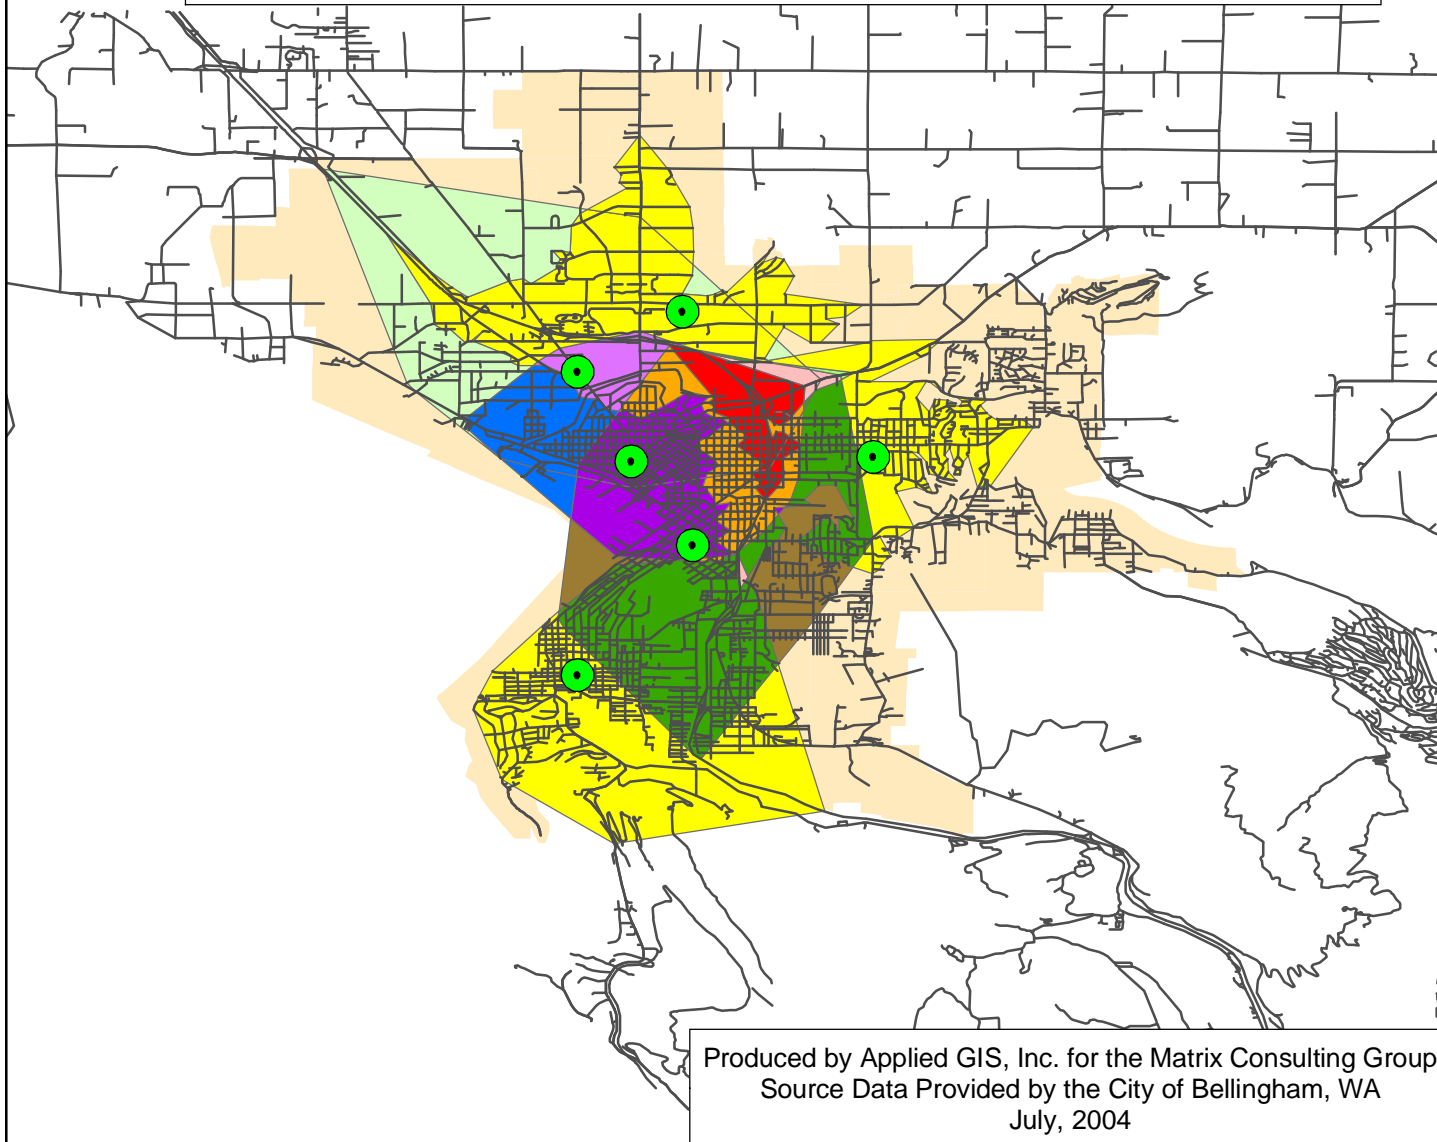 Produced by Applied GIS, Inc. for the Matrix Consulting Group
Source Data Provided by the City of Bellingham, WA
July, 2004